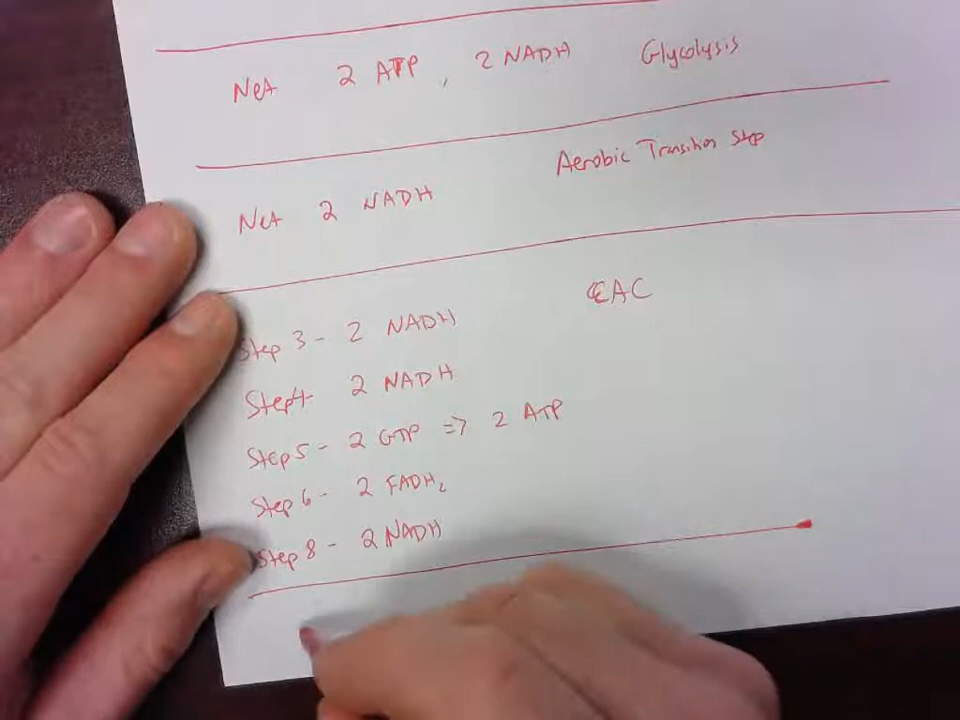 Net 2 ATP, 2 NADH Glycolysis
Net 2 NADH Aerobic Transition Step
Step 3 - 2 NADH CAC
Step 4 2 NADH
Step 5 - 2 GTP => 2 ATP
Step 6 - 2 FADH₂
Step 8 - 2 NADH